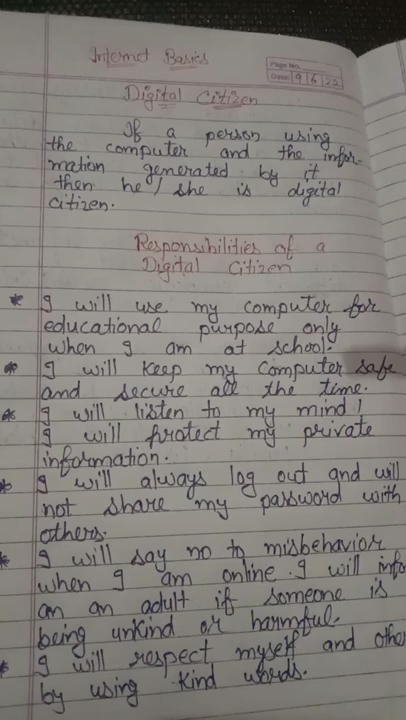 Internet Basics
Page No.
Date: 9 6 23
Digital Citizen
If a person using
the computer and the infor-
mation generated by it
then he/she is digital
citizen.
Responsibilities of a
Digital Citizen
* I will use my computer for
educational purpose only
when I am at school.
* I will keep my computer safe
and secure all the time.
* I will listen to my mind!
I will protect my private
information.
* I will always log out and will
not share my password with
others.
* I will say no to misbehavior
when I am online. I will info
an an adult if someone is
being unkind or harmful.
* I will respect myself and other
by using kind words.